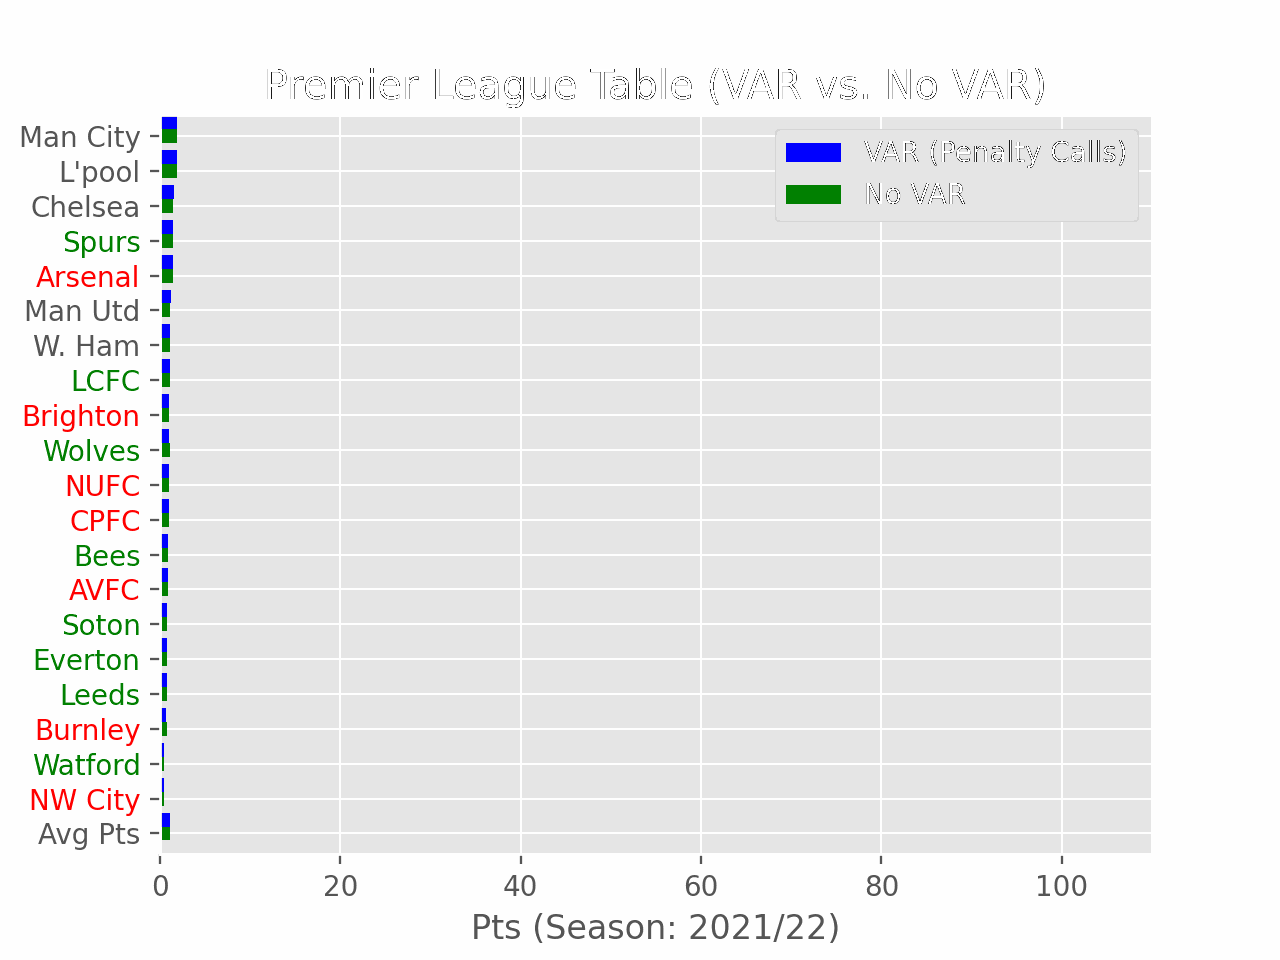 Premier League Table (VAR vs. No VAR)
VAR (Penalty Calls)
No VAR
Man City
L'pool
Chelsea
Spurs
Arsenal
Man Utd
W. Ham
LCFC
Brighton
Wolves
NUFC
CPFC
Bees
AVFC
Soton
Everton
Leeds
Burnley
Watford
NW City
Avg Pts
0 20 40 60 80 100
Pts (Season: 2021/22)